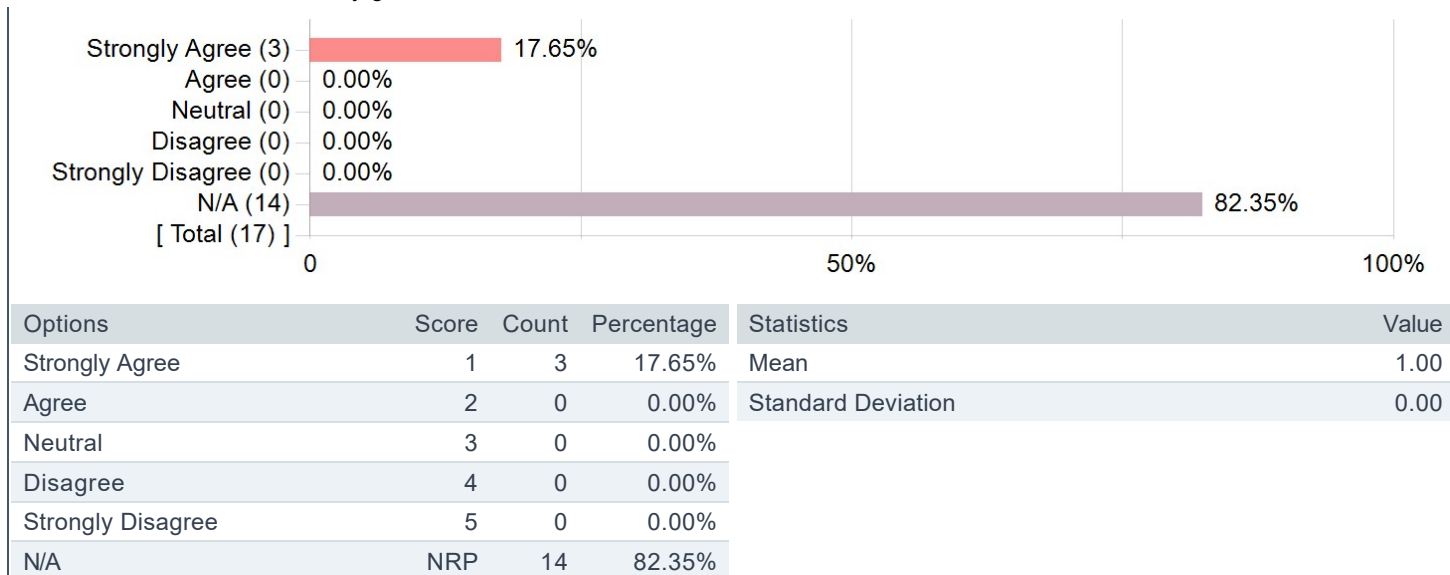 Strongly Agree (3) 17.65%
Agree (0) 0.00%
Neutral (0) 0.00%
Disagree (0) 0.00%
Strongly Disagree (0) 0.00%
N/A (14) 82.35%
[ Total (17) ]
0 50% 100%
Options Score Count Percentage
Strongly Agree 1 3 17.65%
Agree 2 0 0.00%
Neutral 3 0 0.00%
Disagree 4 0 0.00%
Strongly Disagree 5 0 0.00%
N/A NRP 14 82.35%
Statistics Value
Mean 1.00
Standard Deviation 0.00